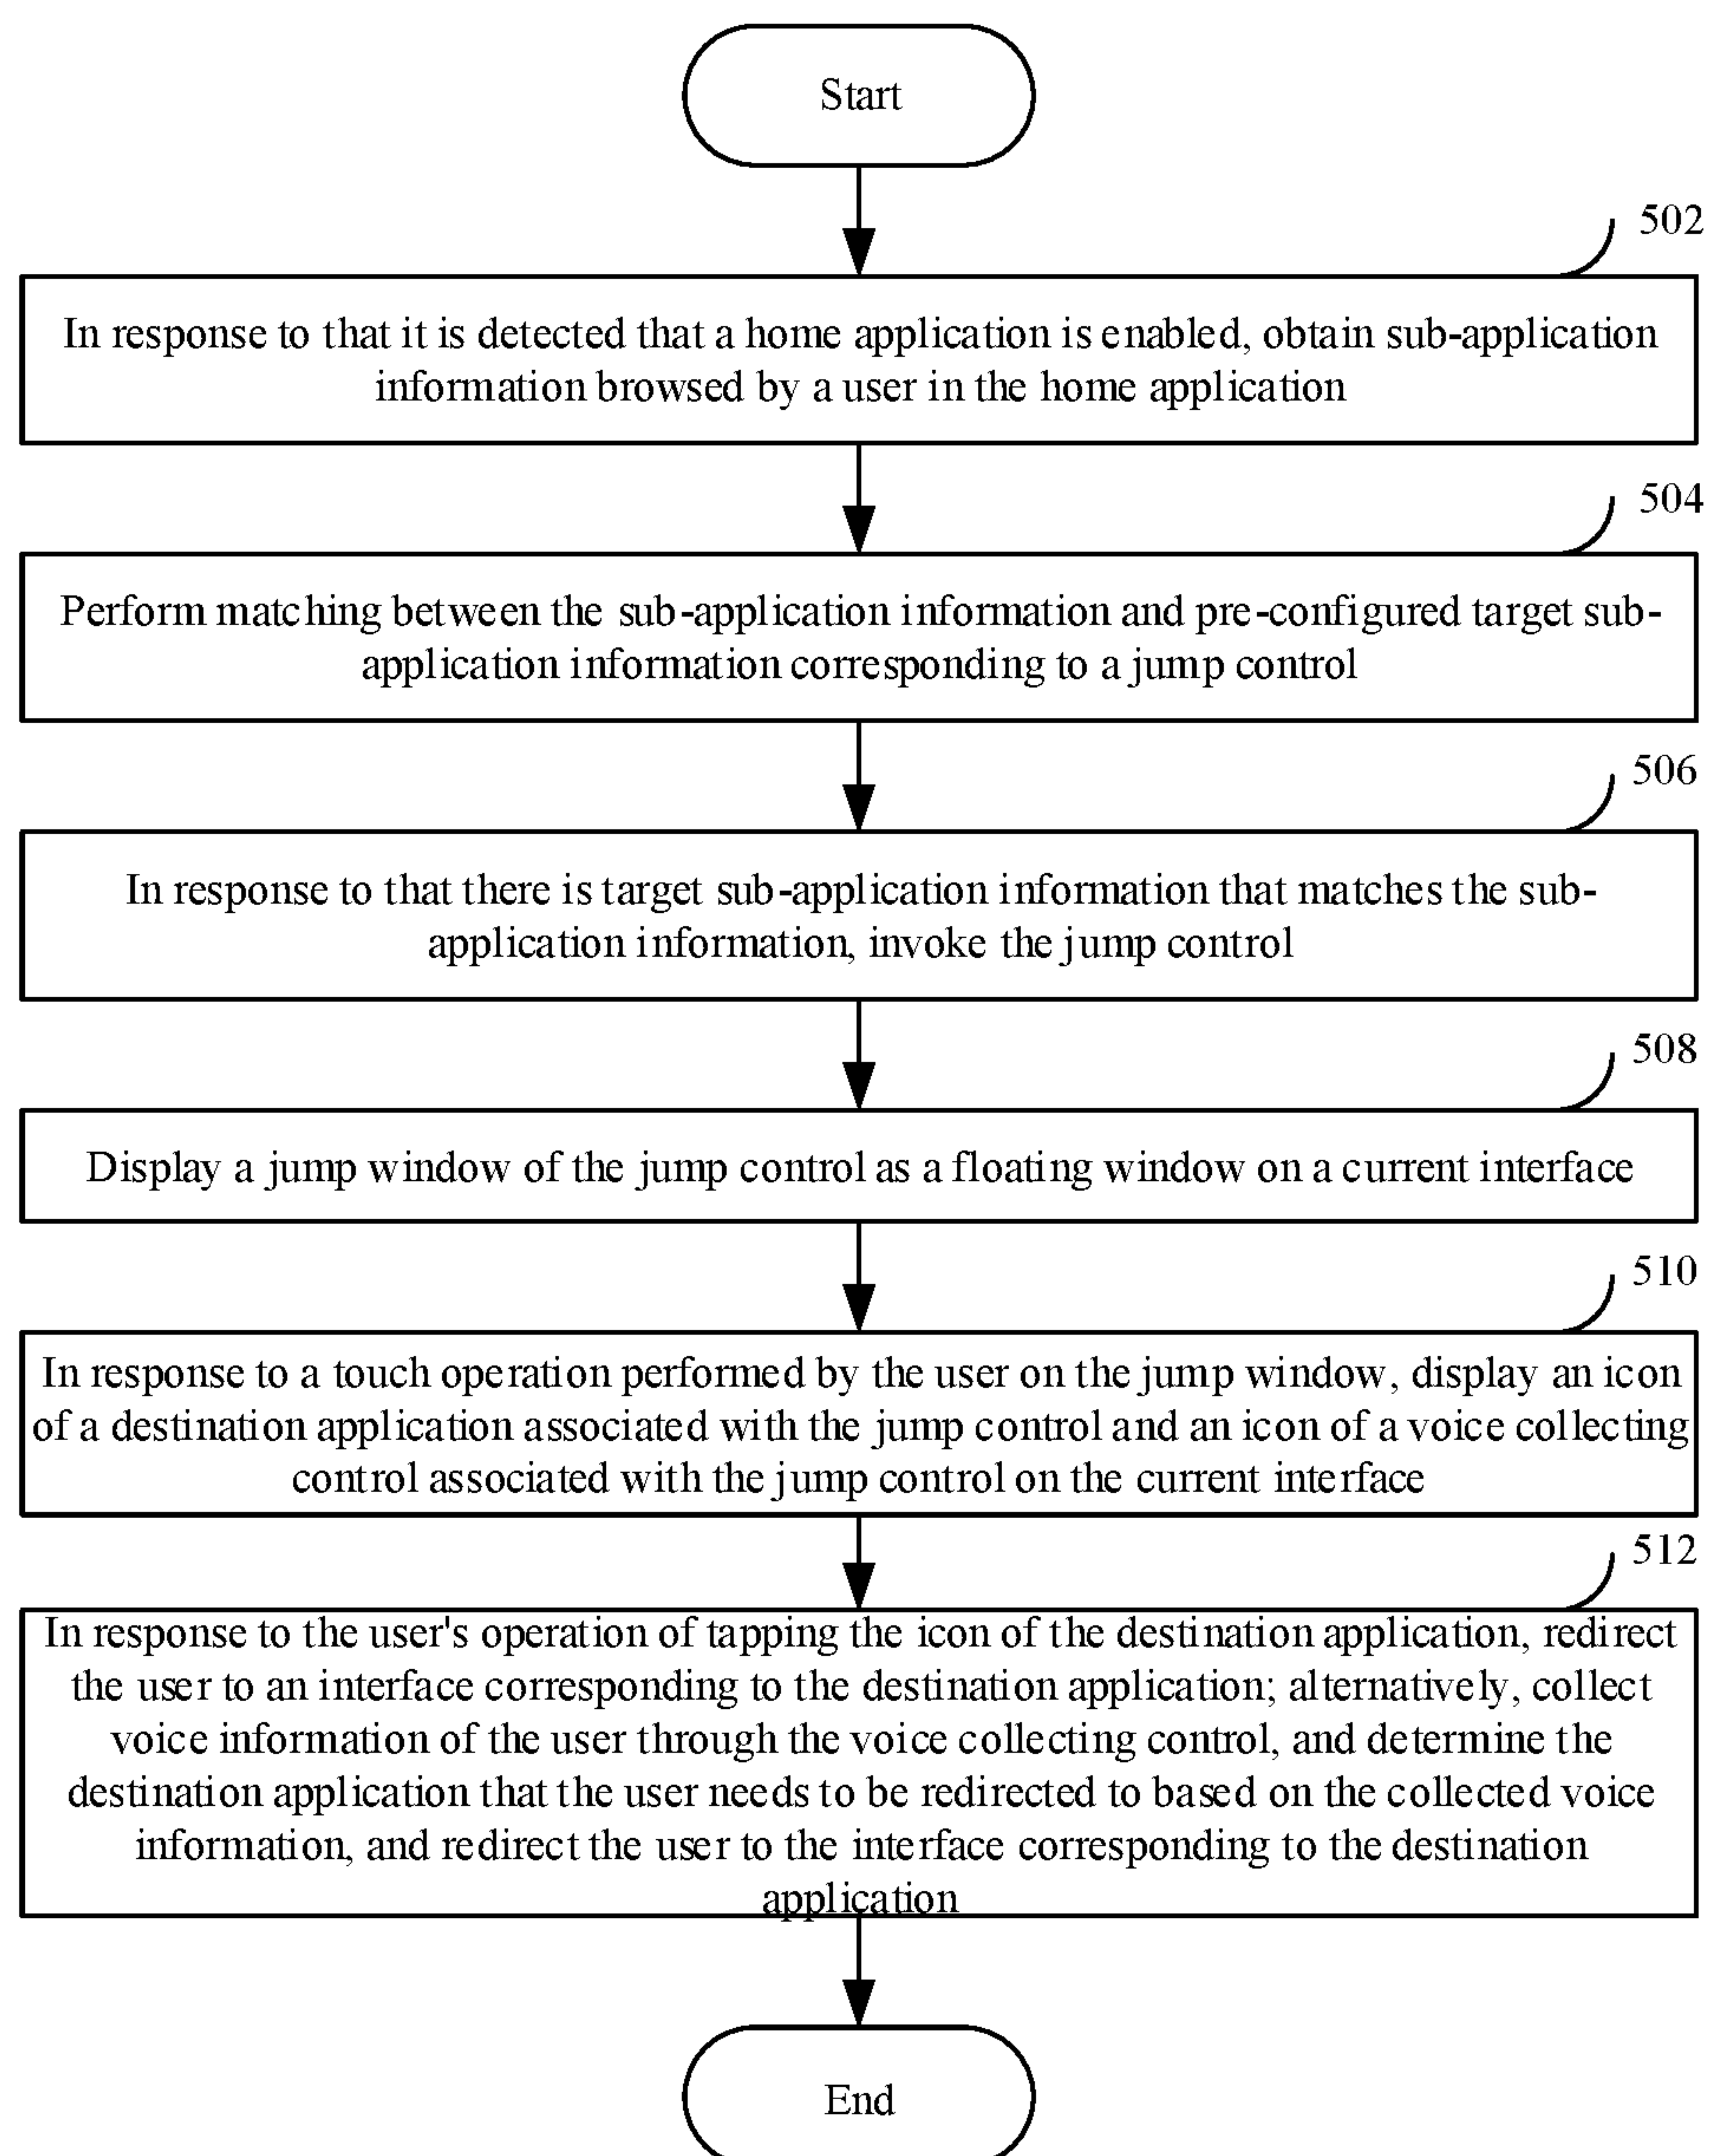 Start
502
In response to that it is detected that a home application is enabled, obtain sub-application
information browsed by a user in the home application
504
Perform matching between the sub-application information and pre-configured target sub-
application information corresponding to a jump control
506
In response to that there is target sub-application information that matches the sub-
application information, invoke the jump control
508
Display a jump window of the jump control as a floating window on a current interface
510
In response to a touch operation performed by the user on the jump window, display an icon
of a destination application associated with the jump control and an icon of a voice collecting
control associated with the jump control on the current interface
512
In response to the user's operation of tapping the icon of the destination application, redirect
the user to an interface corresponding to the destination application; alternatively, collect
voice information of the user through the voice collecting control, and determine the
destination application that the user needs to be redirected to based on the collected voice
information, and redirect the user to the interface corresponding to the destination
application
End